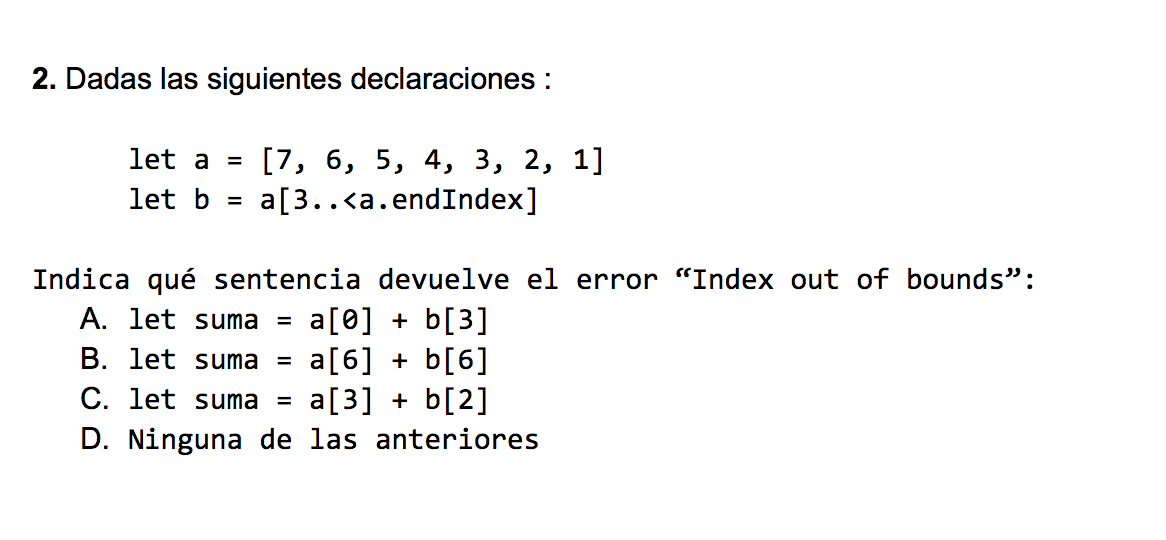 2. Dadas las siguientes declaraciones :
let a = [7, 6, 5, 4, 3, 2, 1]
let b = a[3..<a.endIndex]
Indica qué sentencia devuelve el error “Index out of bounds”:
A. let suma = a[0] + b[3]
B. let suma = a[6] + b[6]
C. let suma = a[3] + b[2]
D. Ninguna de las anteriores